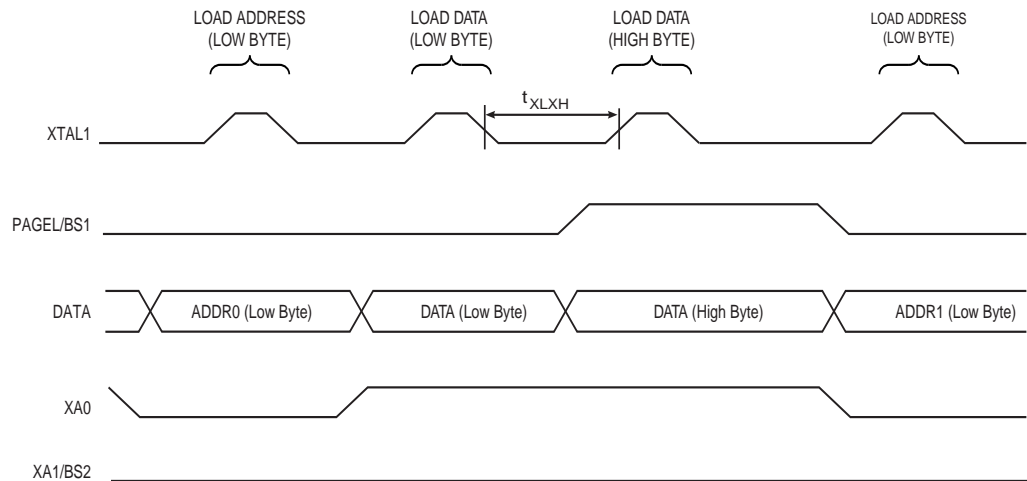 LOAD ADDRESS
(LOW BYTE)
LOAD DATA
(LOW BYTE)
LOAD DATA
(HIGH BYTE)
LOAD ADDRESS
(LOW BYTE)
tXLXH
XTAL1
PAGEL/BS1
DATA
ADDR0 (Low Byte)
DATA (Low Byte)
DATA (High Byte)
ADDR1 (Low Byte)
XA0
XA1/BS2